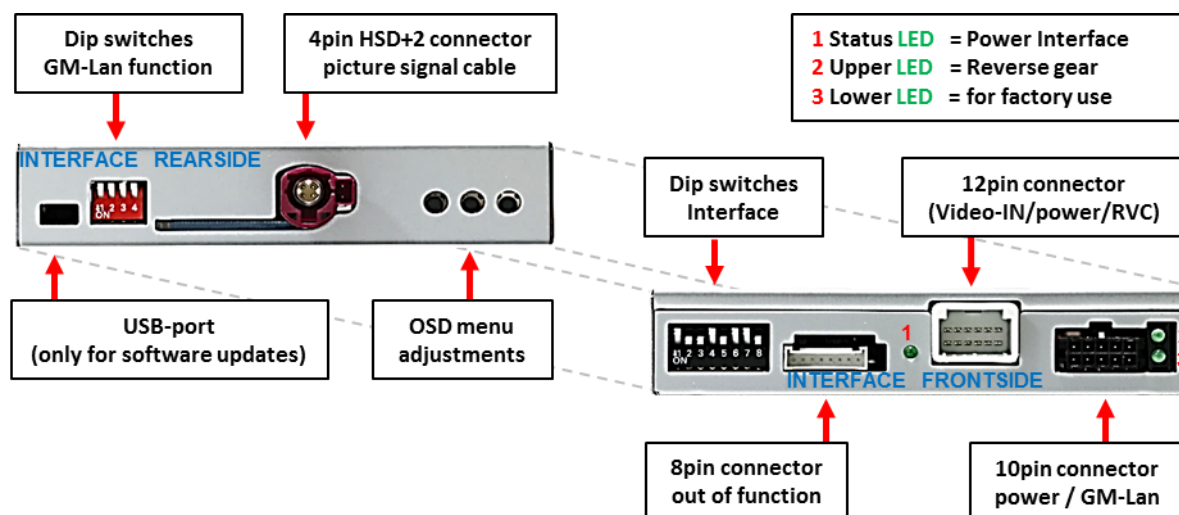 Dip switches
GM-Lan function
4pin HSD+2 connector
picture signal cable
1 Status LED = Power Interface
2 Upper LED = Reverse gear
3 Lower LED = for factory use
INTERFACE REARSIDE
1 2 3 4
ON
Dip switches
Interface
12pin connector
(Video-IN/power/RVC)
USB-port
(only for software updates)
OSD menu
adjustments
1
1 2 3 4 5 6 7 8
ON
INTERFACE FRONTSIDE
8pin connector
out of function
10pin connector
power / GM-Lan